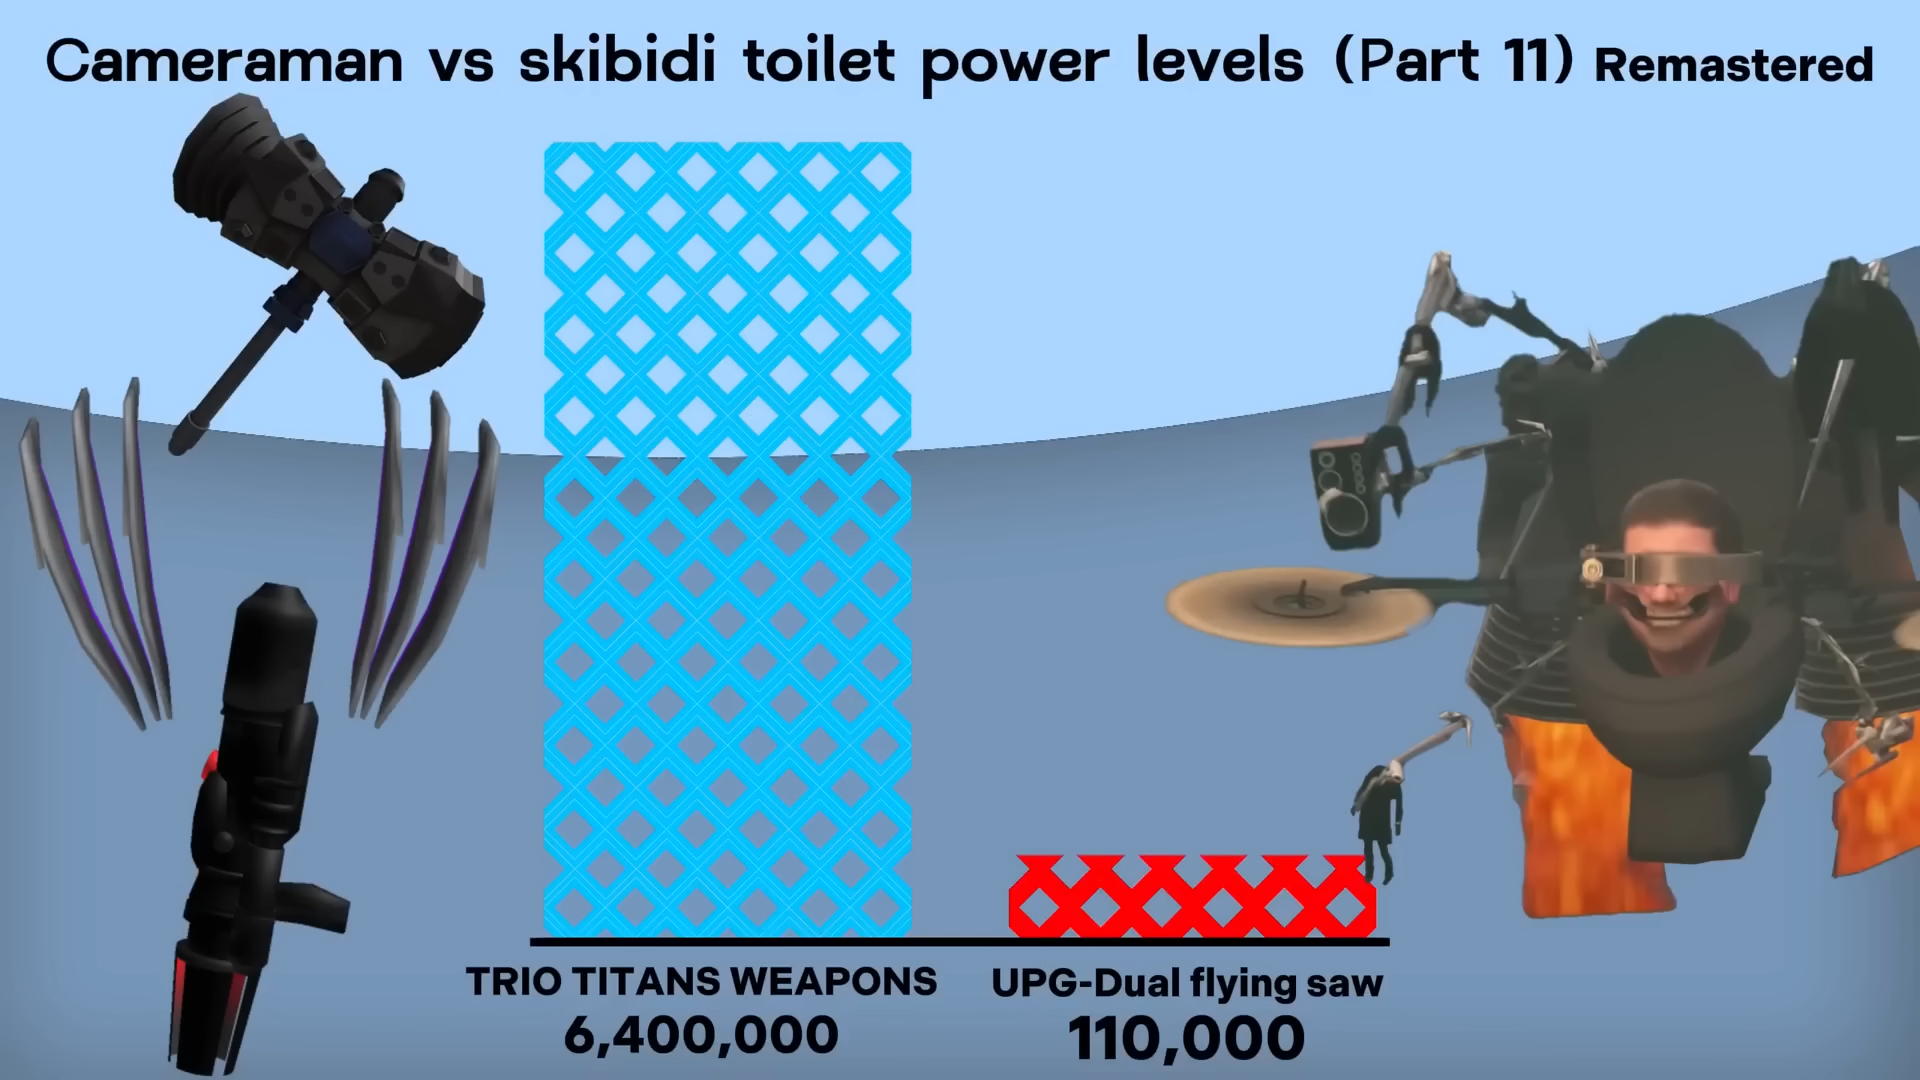 Cameraman vs skibidi toilet power levels (Part 11) Remastered
TRIO TITANS WEAPONS
6,400,000
UPG-Dual flying saw
110,000